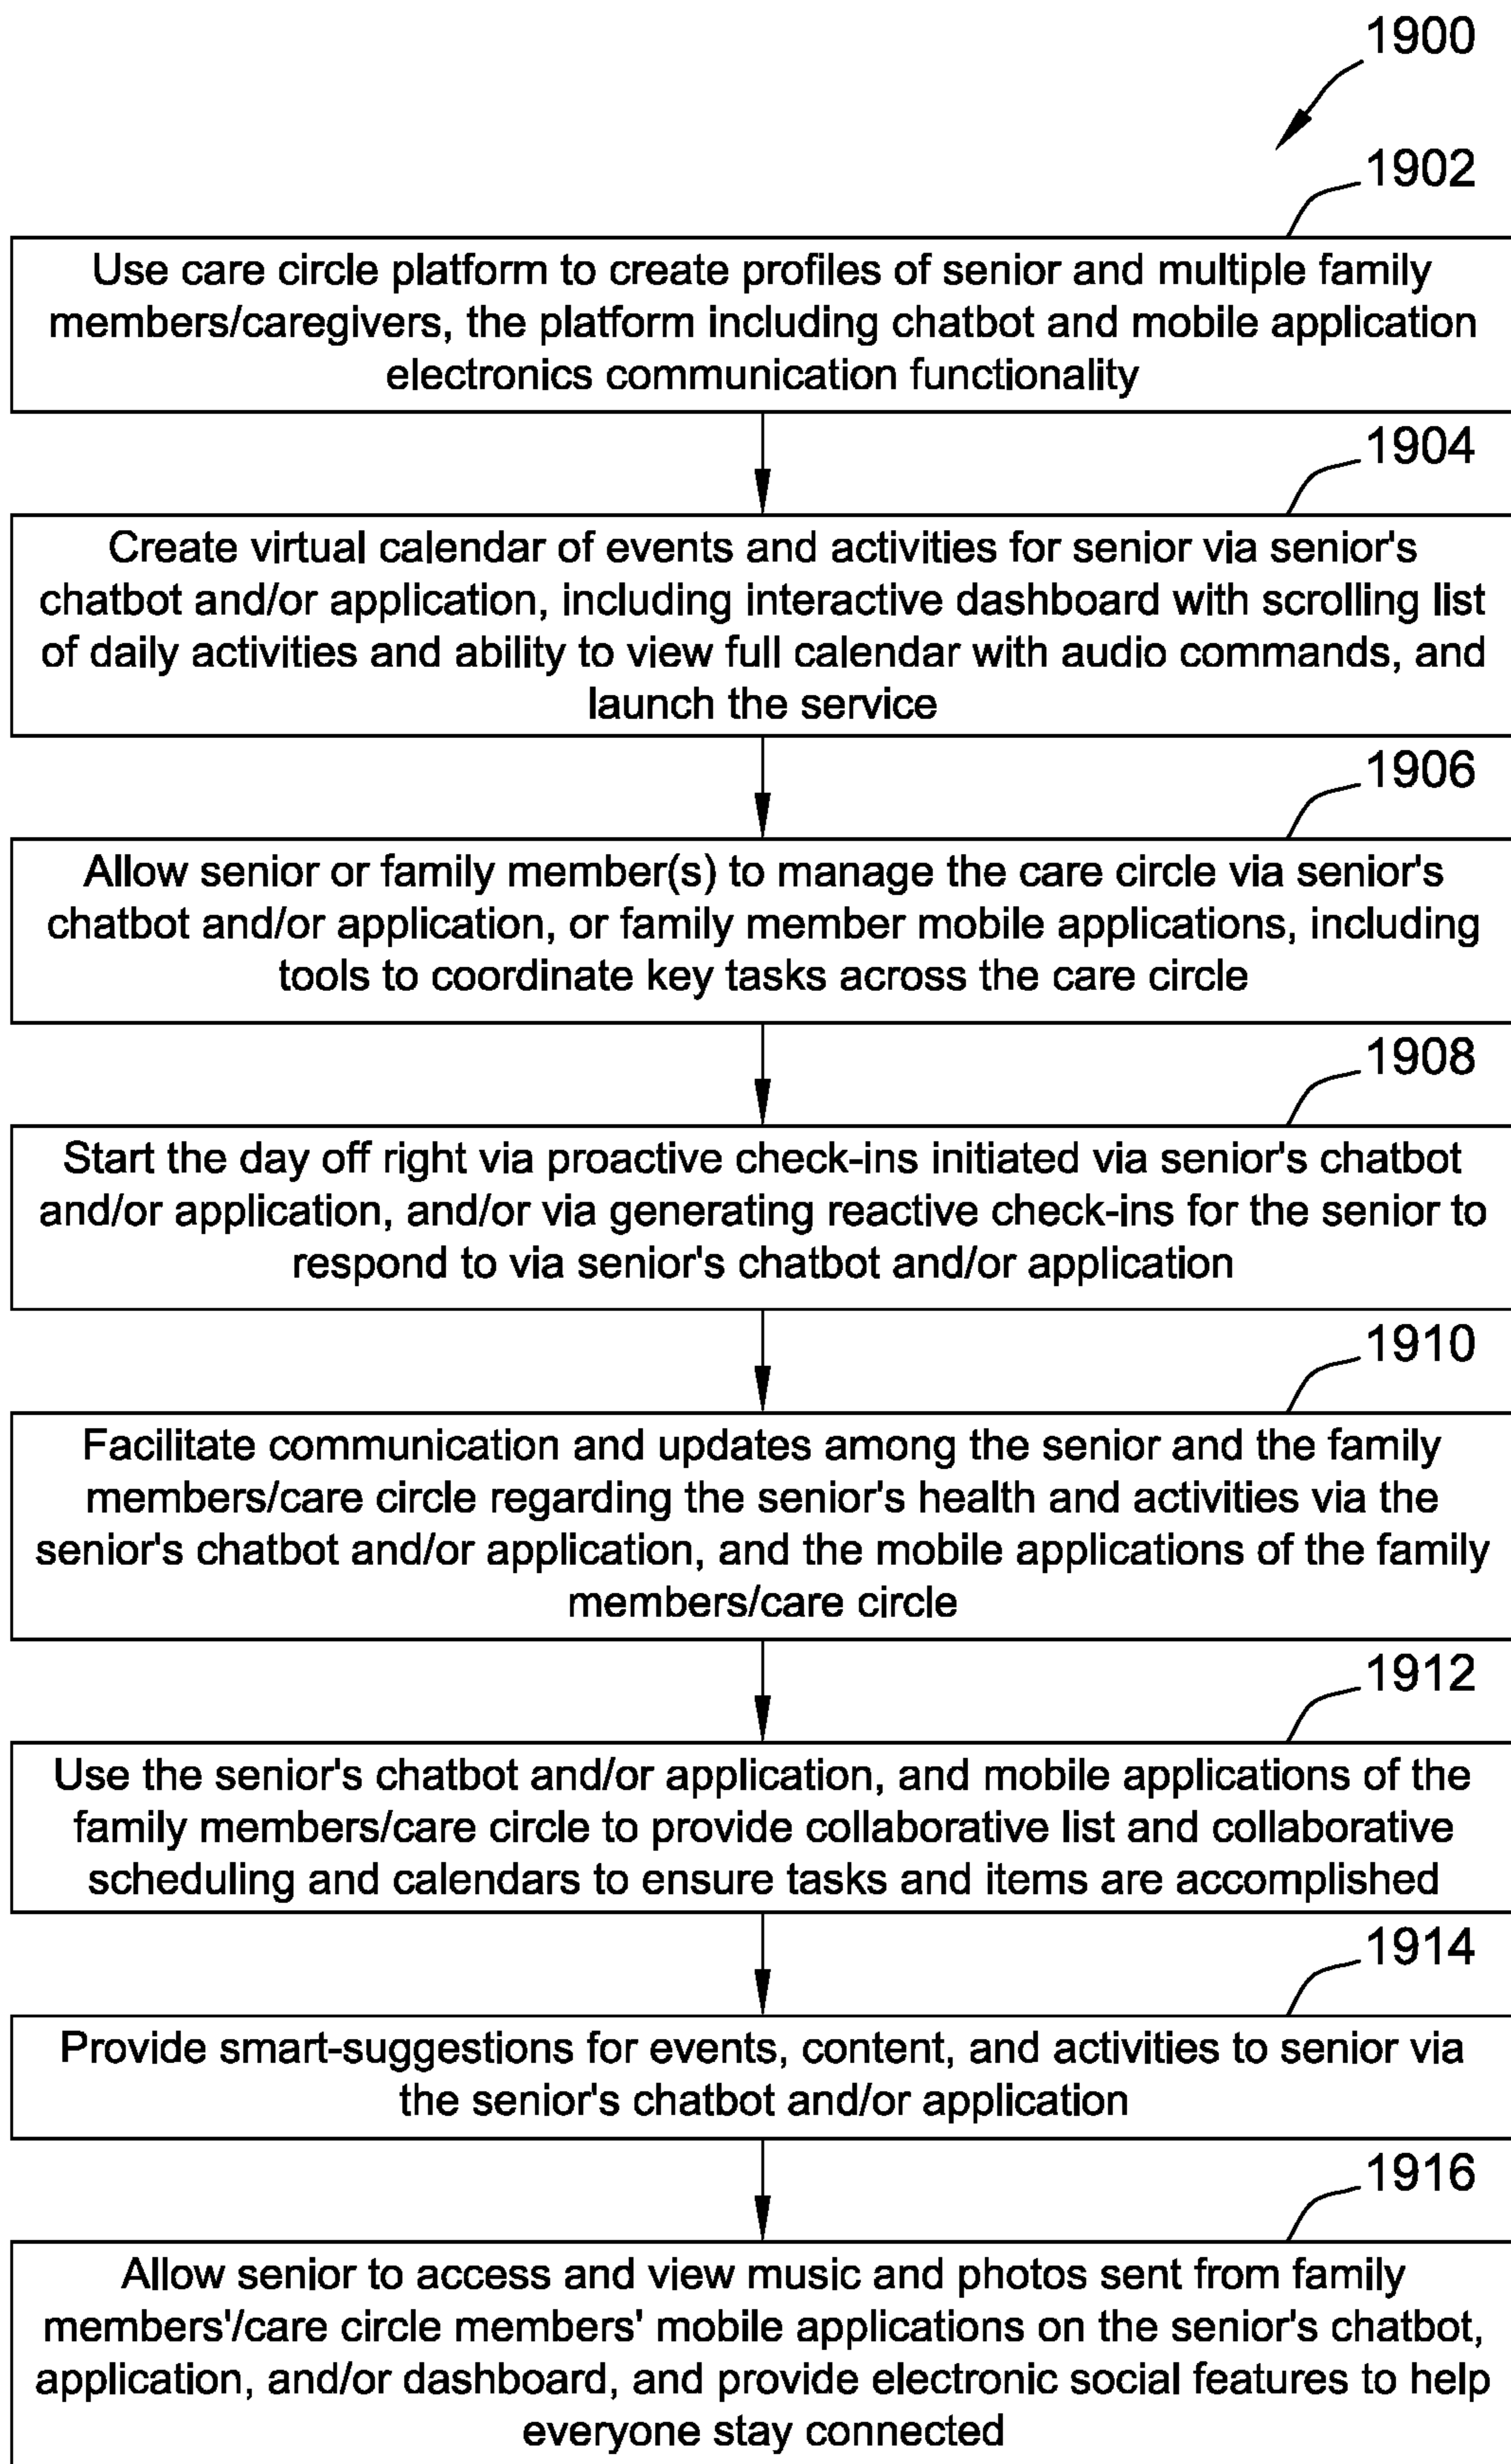 1900
1902
Use care circle platform to create profiles of senior and multiple family
members/caregivers, the platform including chatbot and mobile application
electronics communication functionality
1904
Create virtual calendar of events and activities for senior via senior's
chatbot and/or application, including interactive dashboard with scrolling list
of daily activities and ability to view full calendar with audio commands, and
launch the service
1906
Allow senior or family member(s) to manage the care circle via senior's
chatbot and/or application, or family member mobile applications, including
tools to coordinate key tasks across the care circle
1908
Start the day off right via proactive check-ins initiated via senior's chatbot
and/or application, and/or via generating reactive check-ins for the senior to
respond to via senior's chatbot and/or application
1910
Facilitate communication and updates among the senior and the family
members/care circle regarding the senior's health and activities via the
senior's chatbot and/or application, and the mobile applications of the family
members/care circle
1912
Use the senior's chatbot and/or application, and mobile applications of the
family members/care circle to provide collaborative list and collaborative
scheduling and calendars to ensure tasks and items are accomplished
1914
Provide smart-suggestions for events, content, and activities to senior via
the senior's chatbot and/or application
1916
Allow senior to access and view music and photos sent from family
members'/care circle members' mobile applications on the senior's chatbot,
application, and/or dashboard, and provide electronic social features to help
everyone stay connected